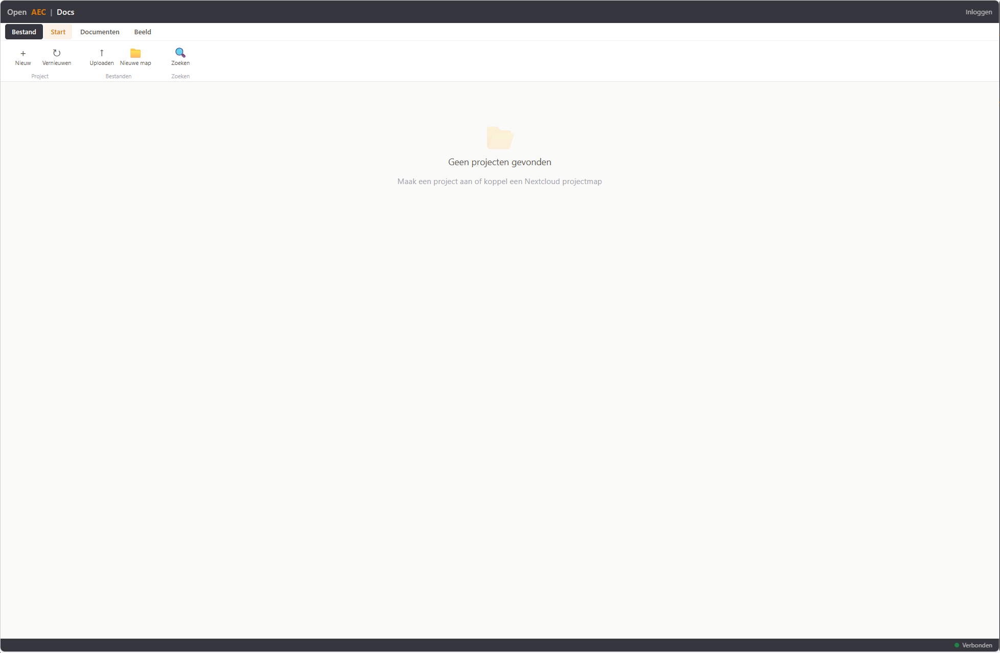 Open AEC | Docs
Inloggen
Bestand Start Documenten Beeld
+ ↻ ↑
Nieuw Vernieuwen Uploaden Nieuwe map Zoeken
Project Bestanden Zoeken
Geen projecten gevonden
Maak een project aan of koppel een Nextcloud projectmap
Verbonden